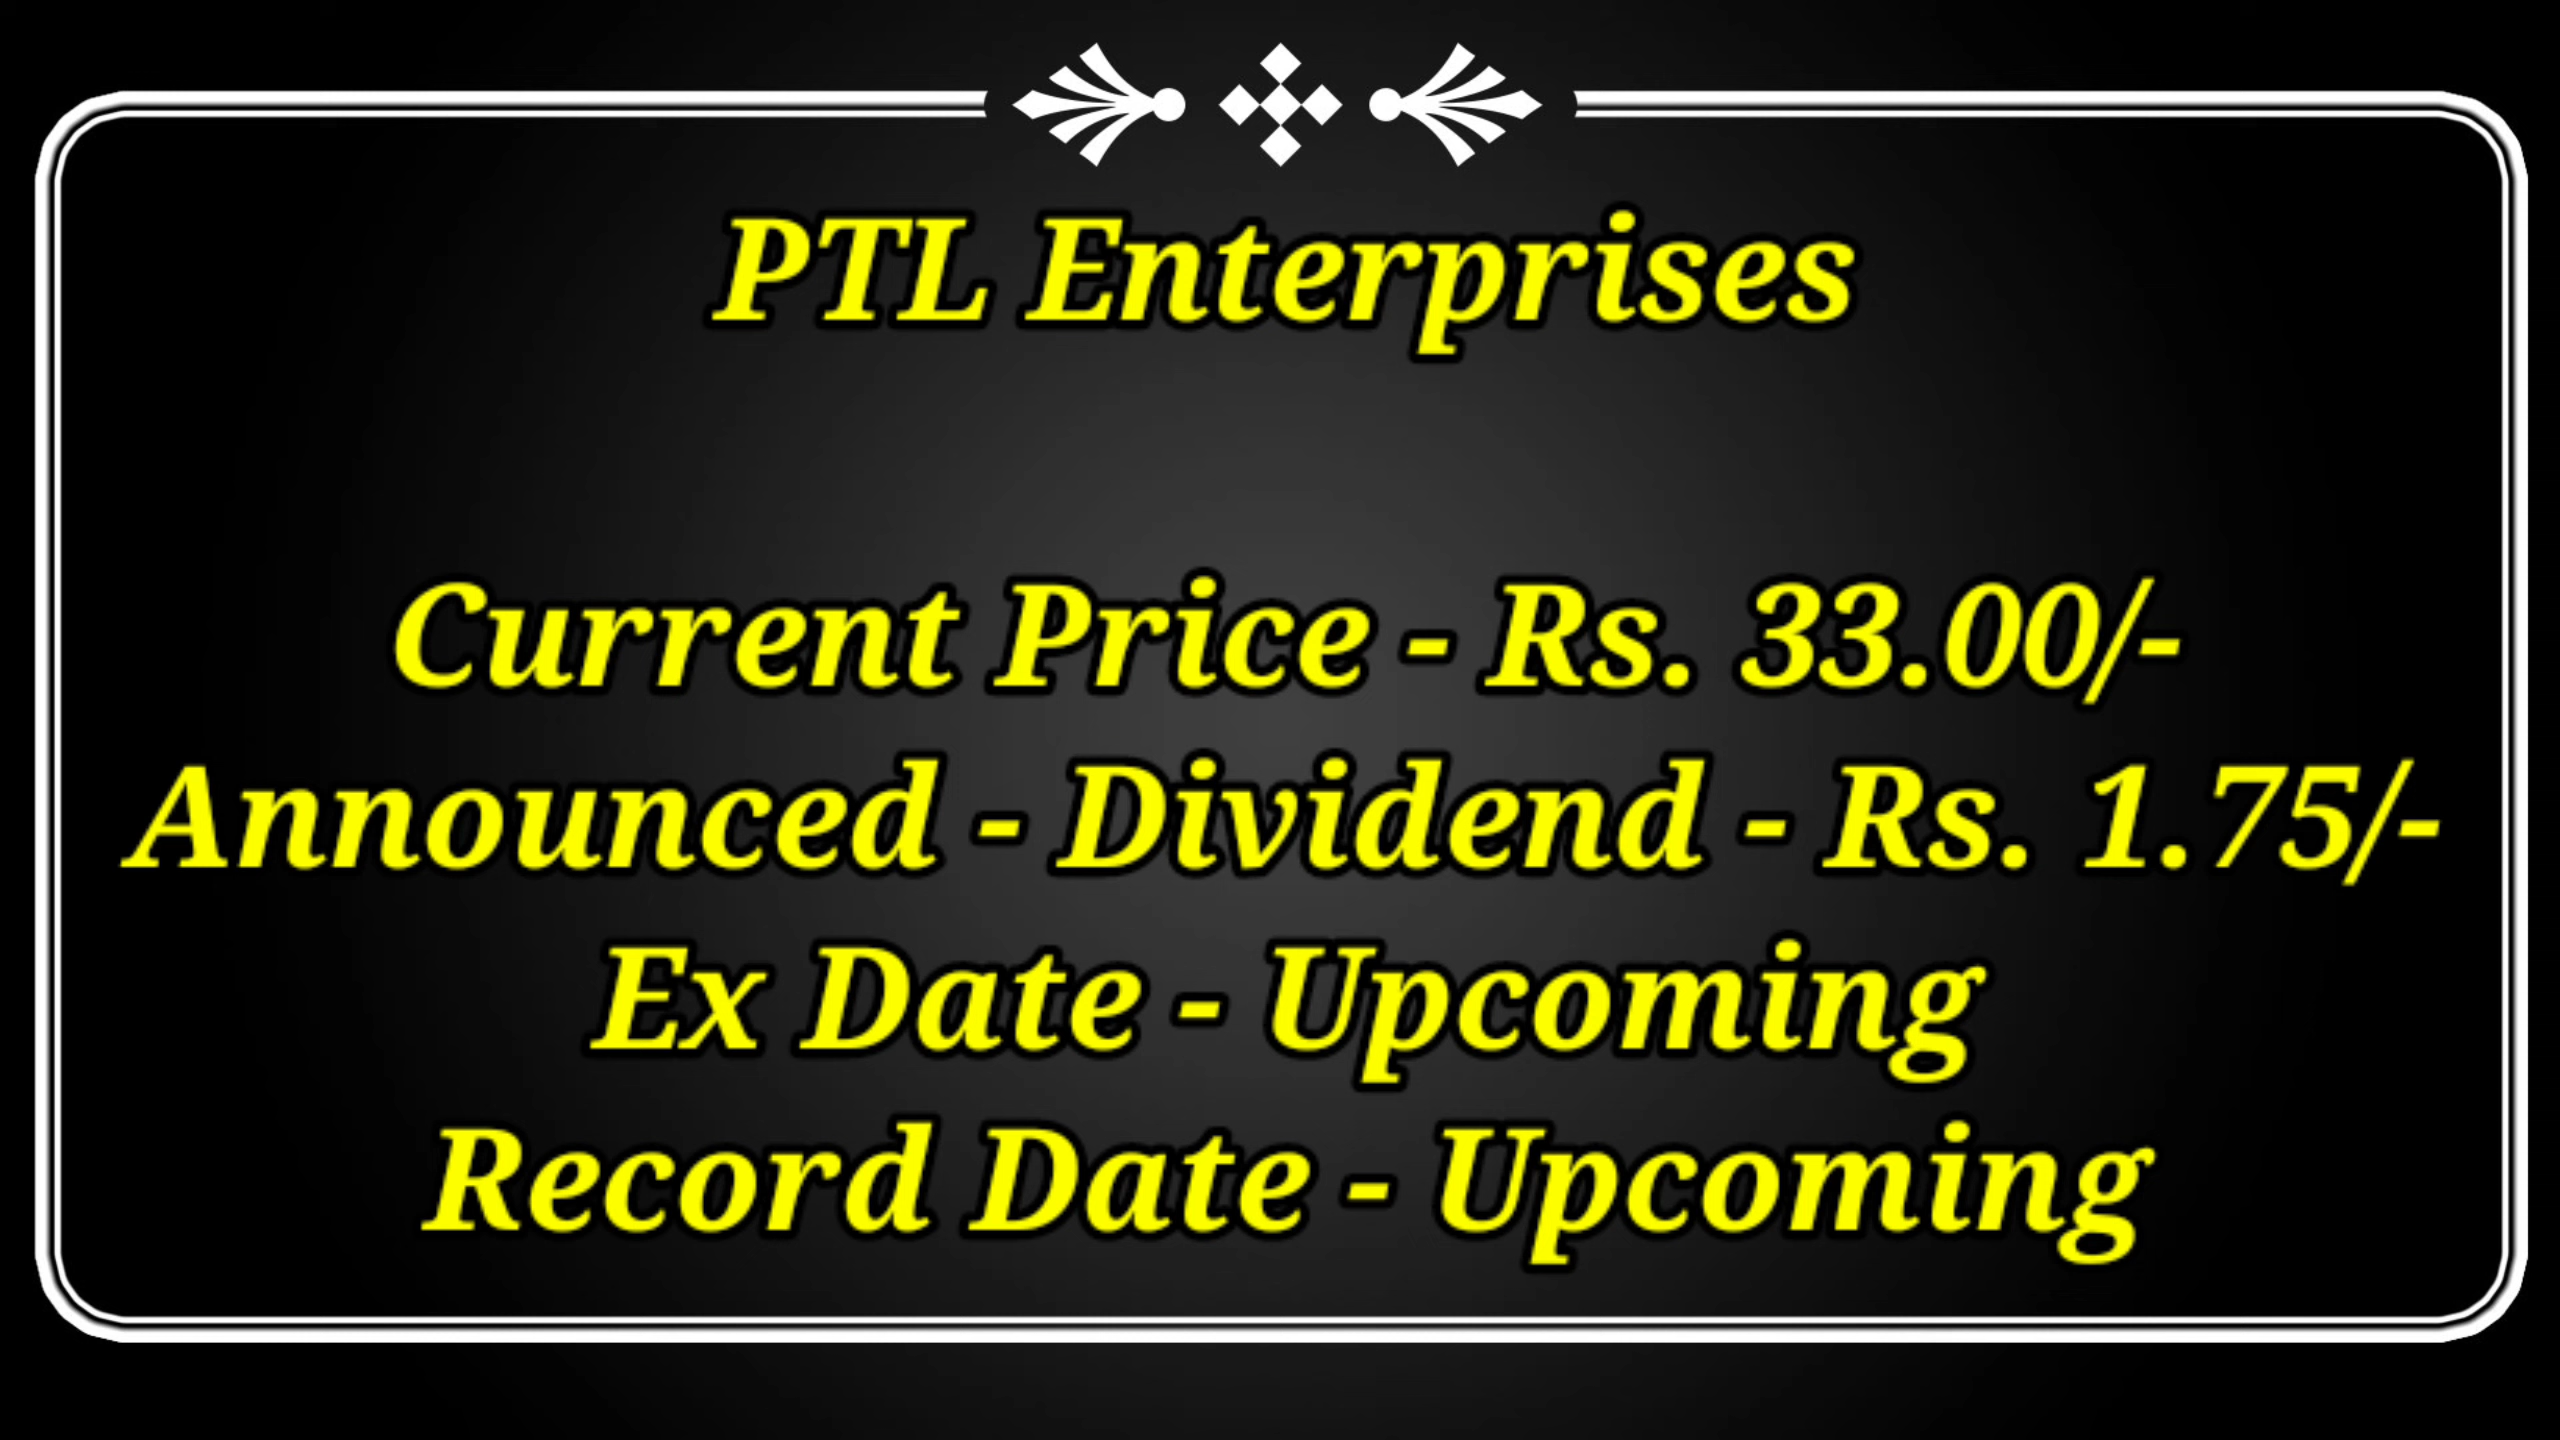 PTL Enterprises
Current Price - Rs. 33.00/-
Announced - Dividend - Rs. 1.75/-
Ex Date - Upcoming
Record Date - Upcoming